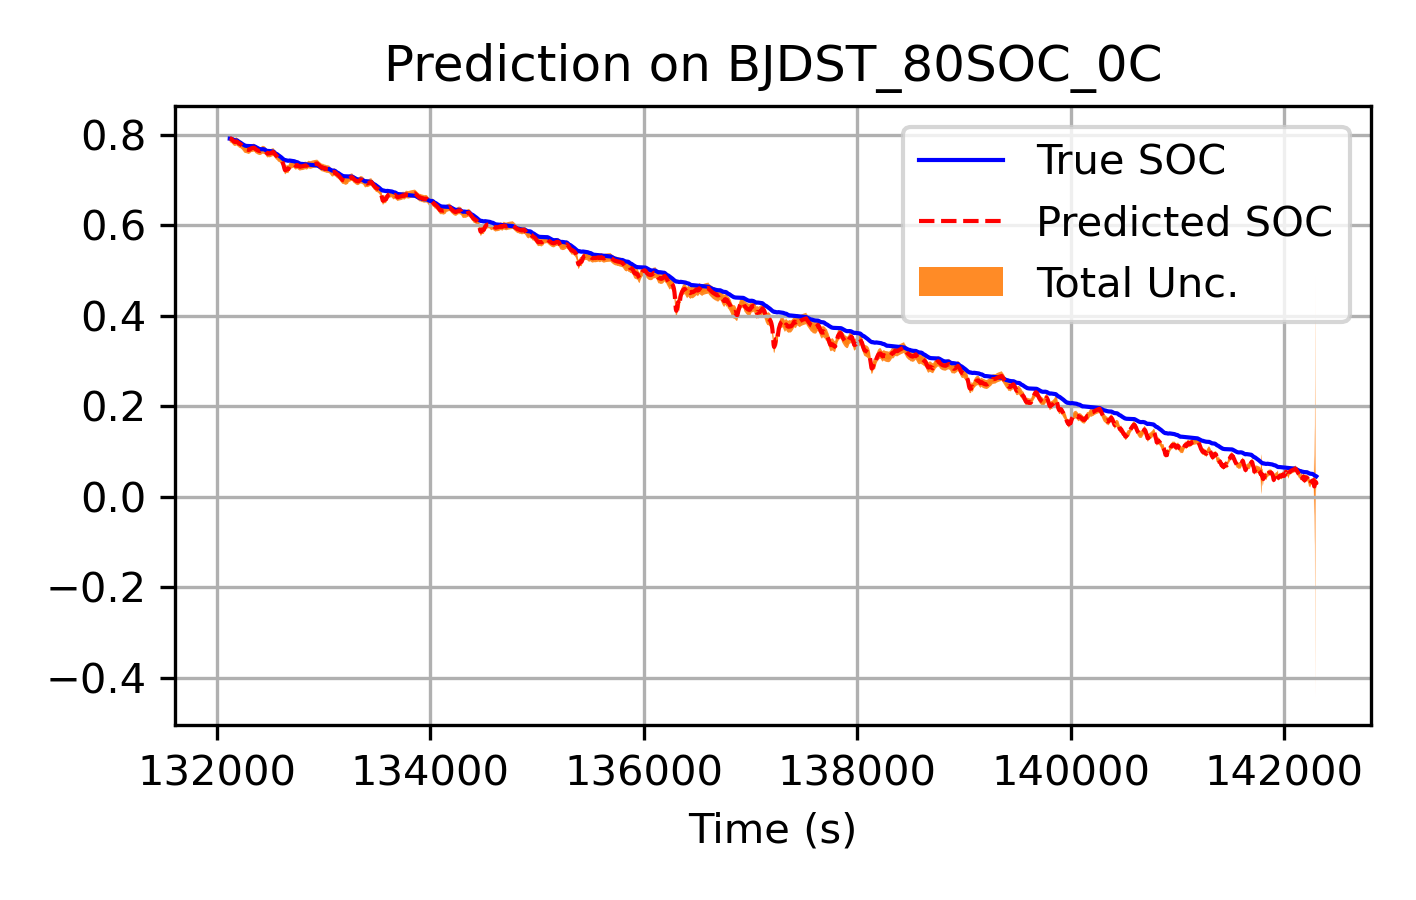 Prediction on BJDST_80SOC_0C
0.8
0.6
0.4
0.2
0.0
−0.2
−0.4
True SOC
Predicted SOC
Total Unc.
132000 134000 136000 138000 140000 142000
Time (s)